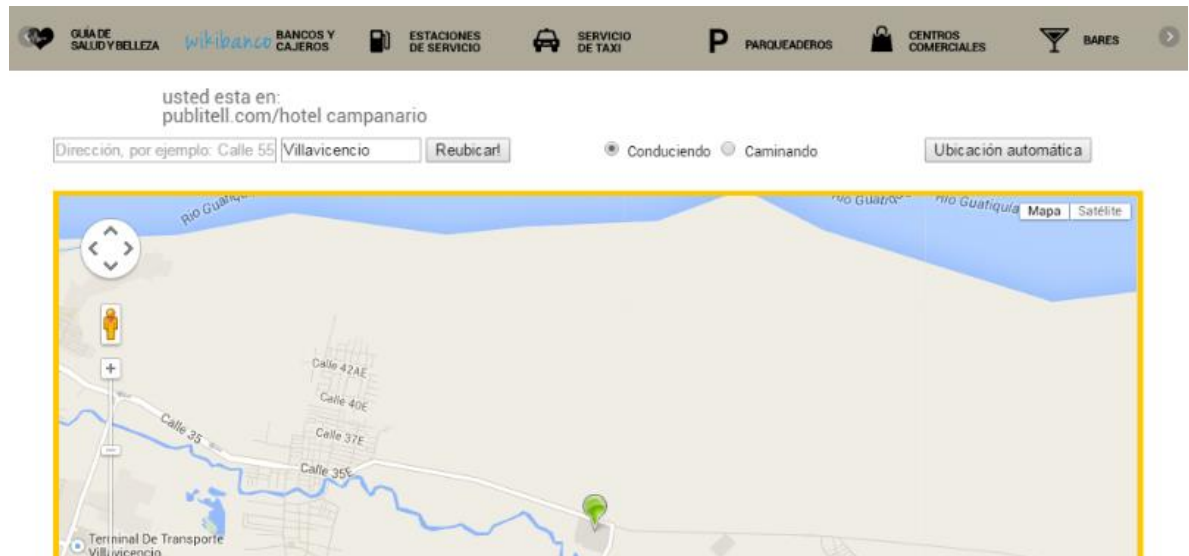 GUÍA DE
SALUD Y BELLEZA
wikibanco
BANCOS Y
CAJEROS
ESTACIONES
DE SERVICIO
SERVICIO
DE TAXI
P
PARQUEADEROS
CENTROS
COMERCIALES
BARES
usted esta en:
publitell.com/hotel campanario
Dirección, por ejemplo: Calle 55
Villavicencio
Reubicar!
Conduciendo
Caminando
Ubicación automática
Rio Guatiquía
Mapa
Satélite
Calle 42AE
Calle 40E
Calle 37E
Calle 35
Calle 35E
Terminal De Transporte
Villavicencio